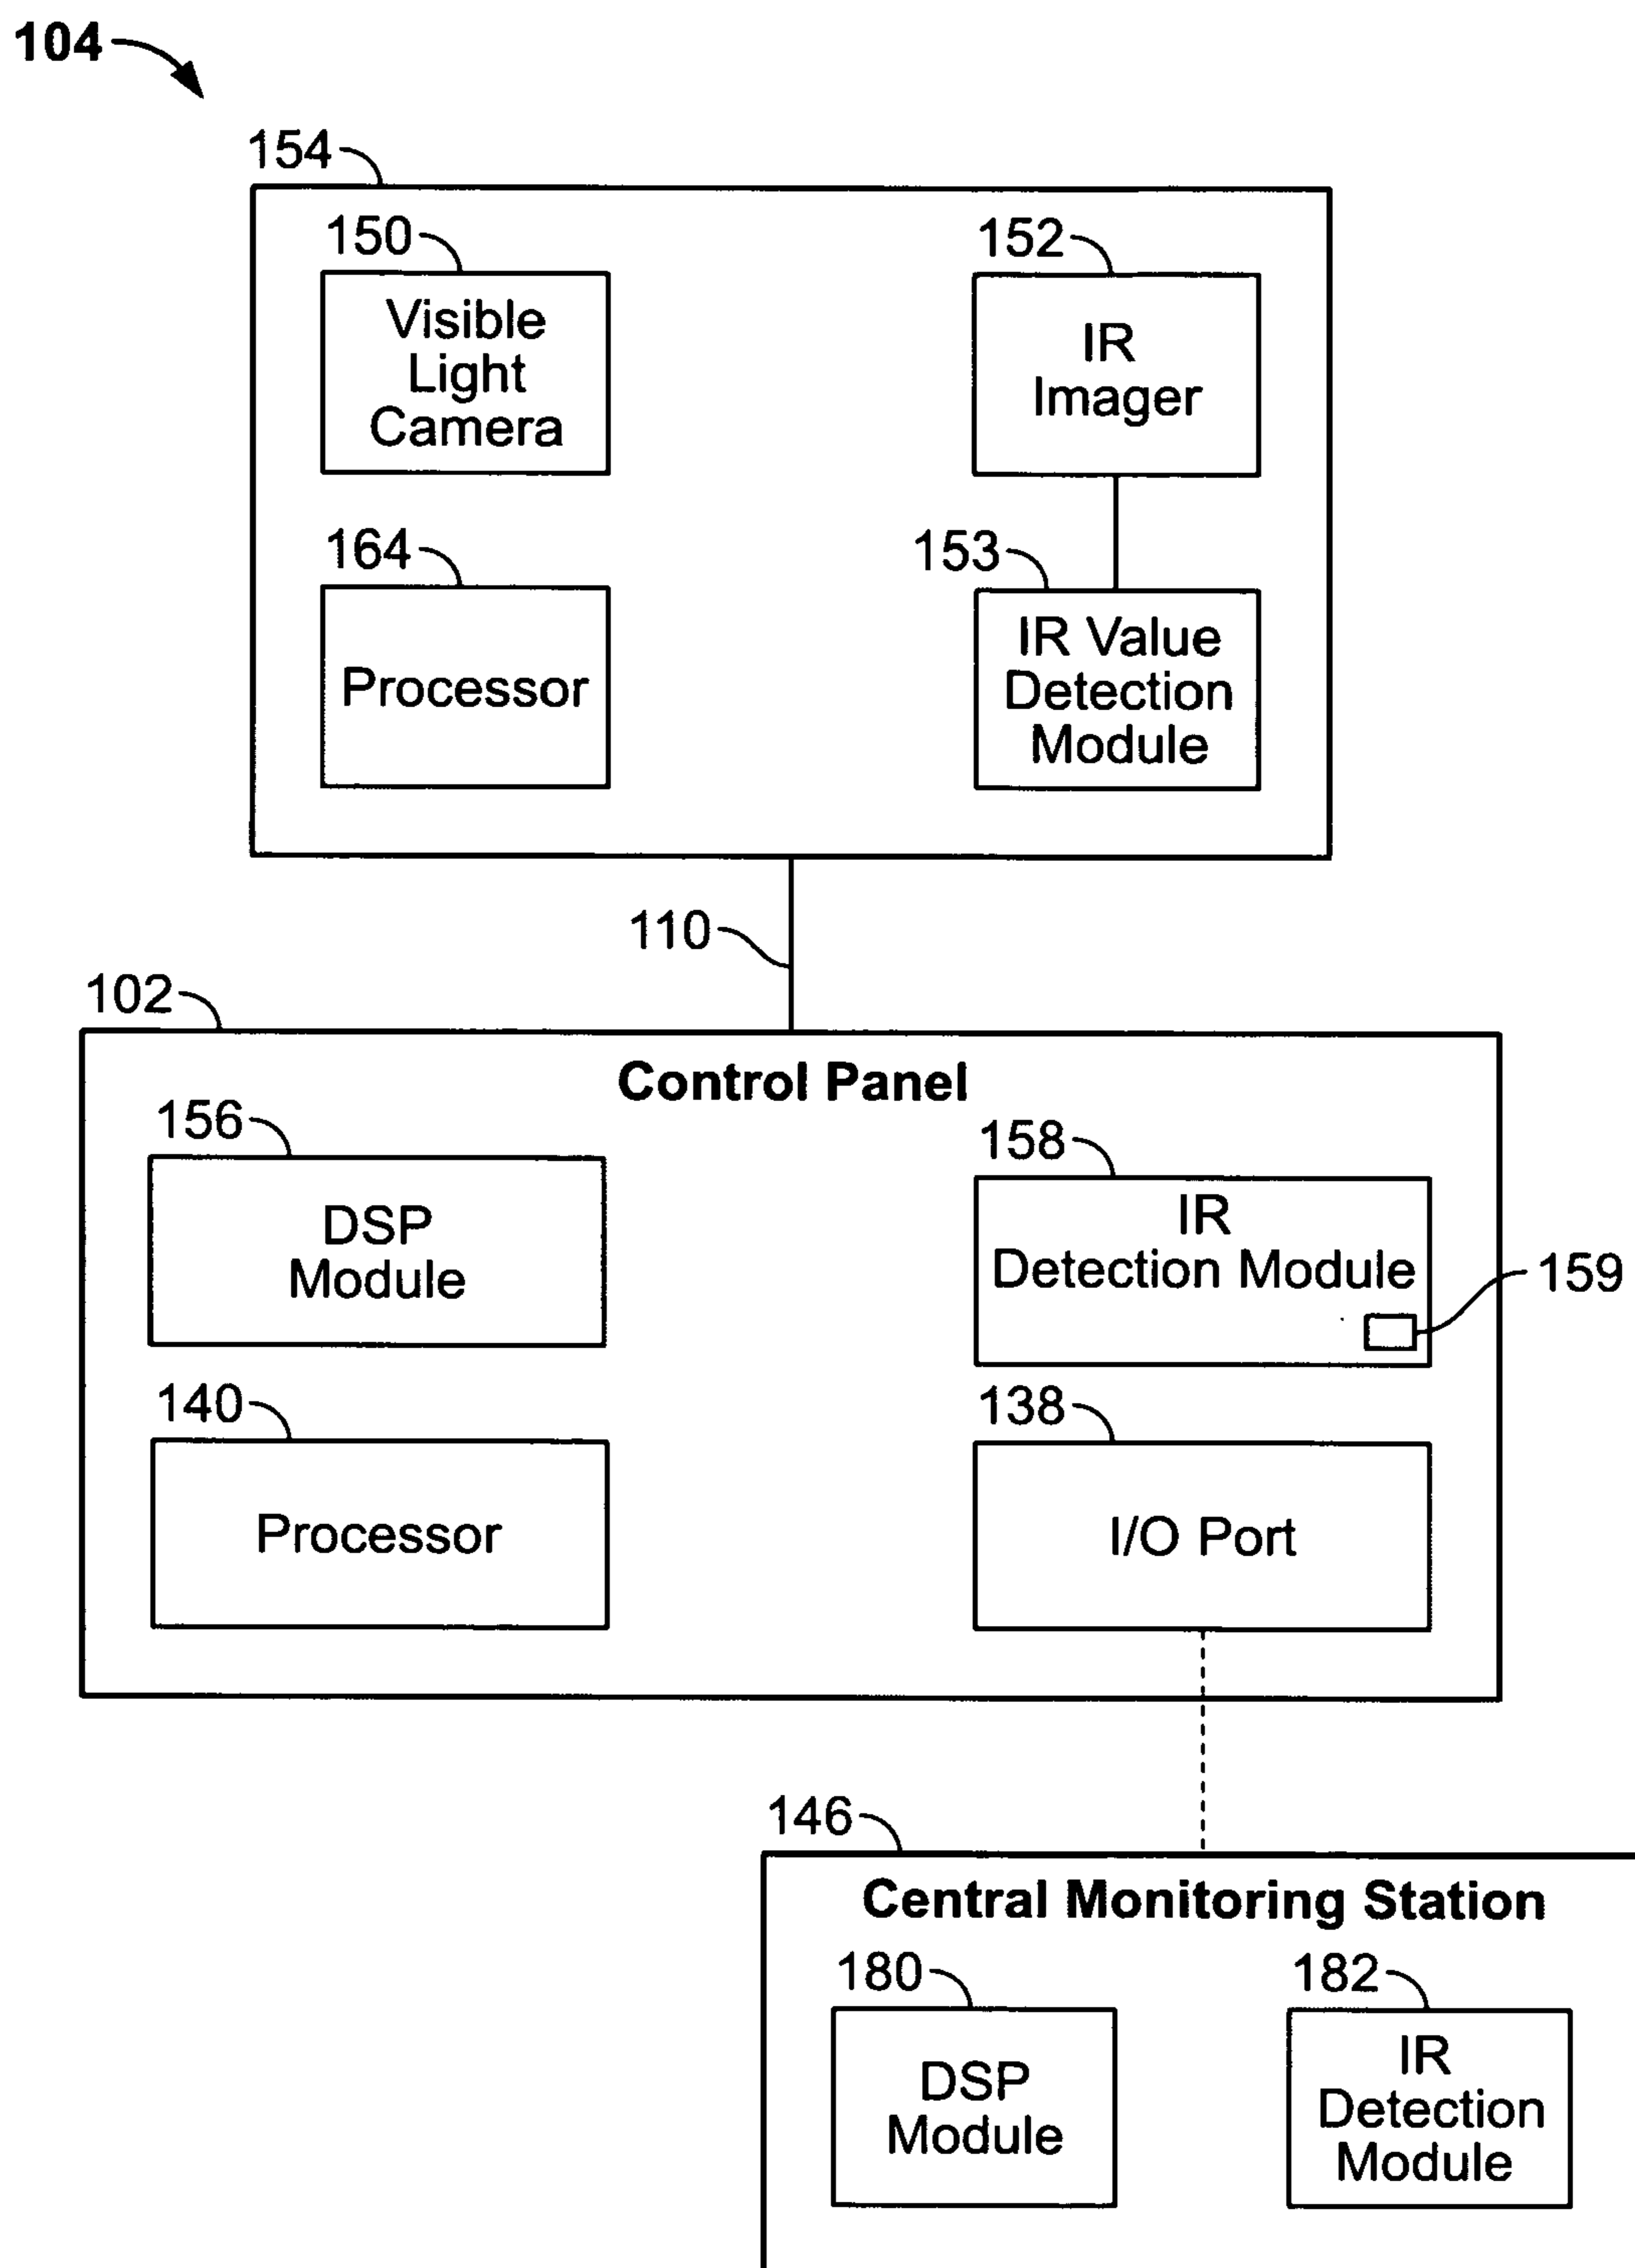 104
154
150
Visible
Light
Camera
152
IR
Imager
164
Processor
153
IR Value
Detection
Module
110
102
Control Panel
156
DSP
Module
158
IR
Detection Module
159
140
Processor
138
I/O Port
146
Central Monitoring Station
180
DSP
Module
182
IR
Detection
Module